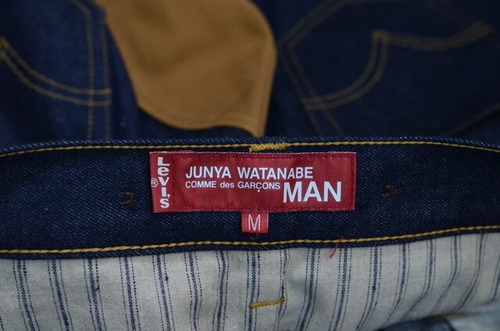 Levi's
®
JUNYA WATANABE
COMME des GARÇONS MAN
M